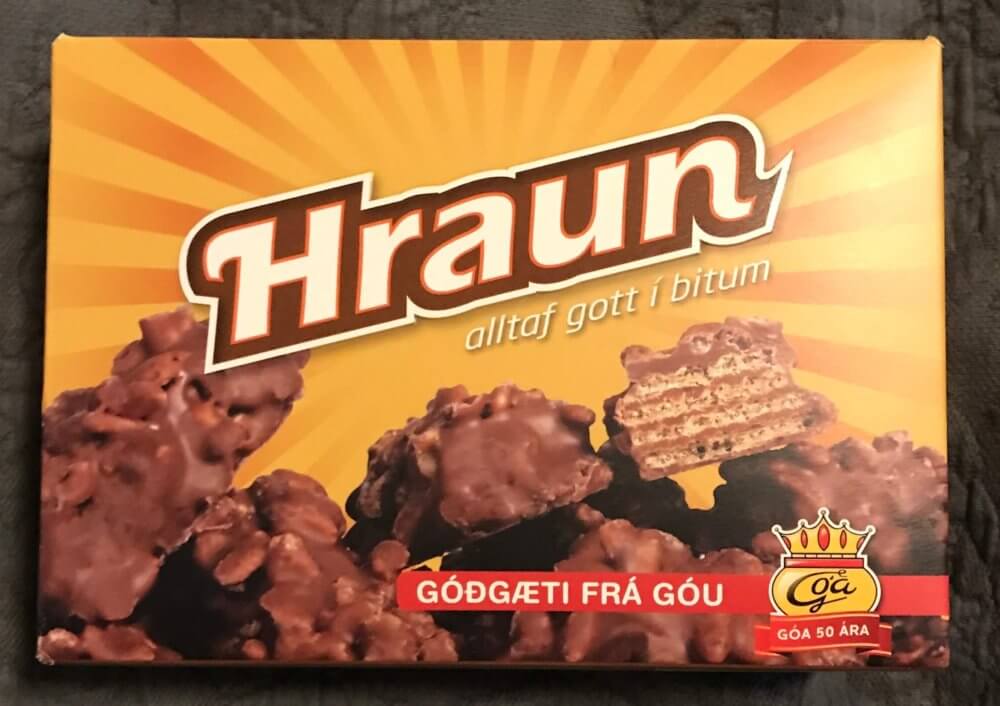 Hraun
alltaf gott í bitum
GÓÐGÆTI FRÁ GÓU
Góa
GÓA 50 ÁRA